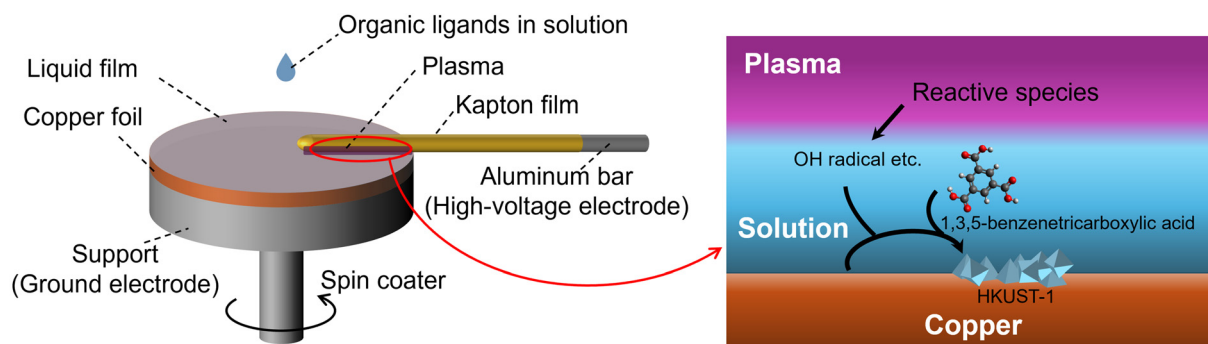 Organic ligands in solution
Liquid film
Plasma
Copper foil
Kapton film
Aluminum bar
(High-voltage electrode)
Support
(Ground electrode)
Spin coater
Plasma
Reactive species
OH radical etc.
1,3,5-benzenetricarboxylic acid
Solution
HKUST-1
Copper